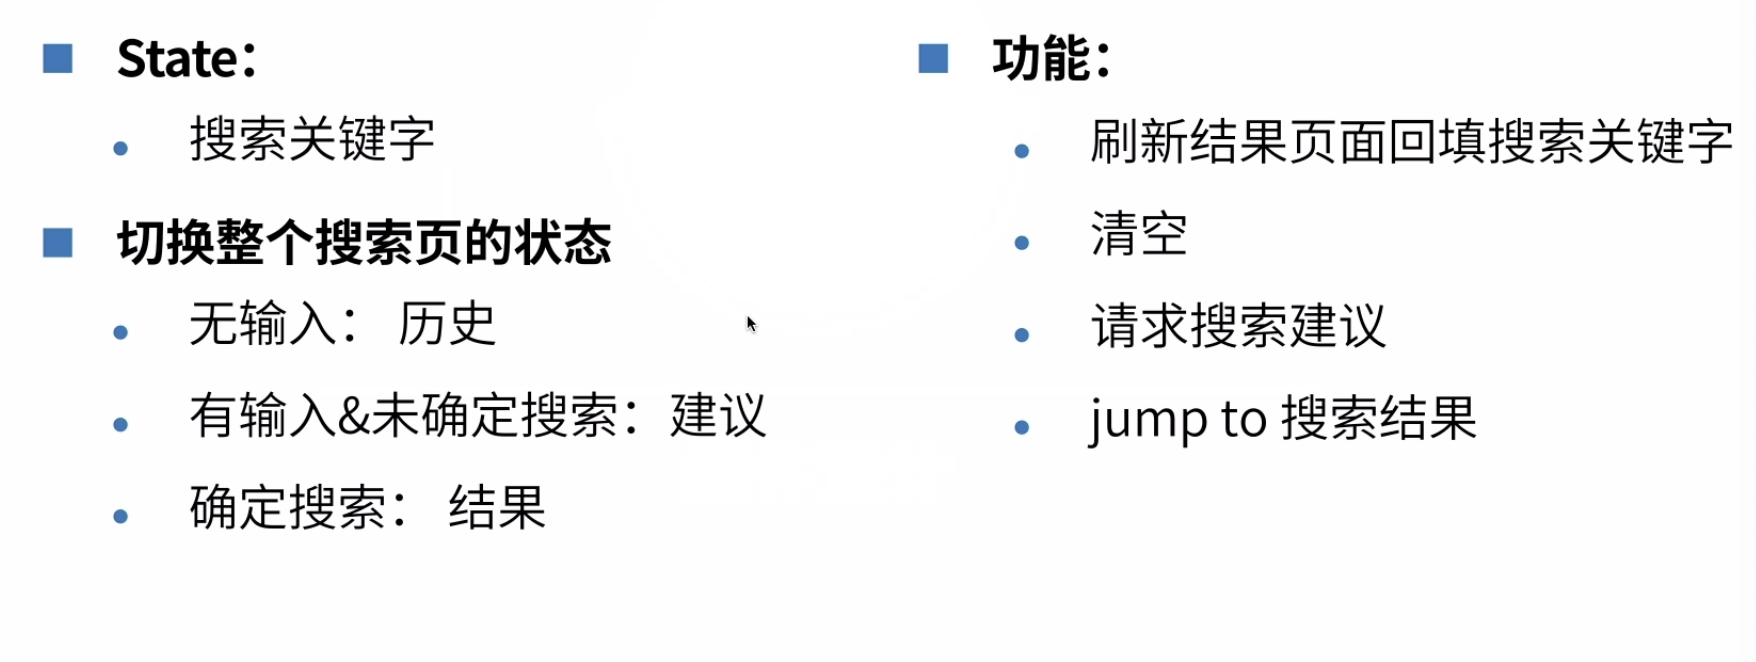 State：
搜索关键字
切换整个搜索页的状态
无输入： 历史
有输入&未确定搜索：建议
确定搜索： 结果
功能：
刷新结果页面回填搜索关键字
清空
请求搜索建议
jump to 搜索结果